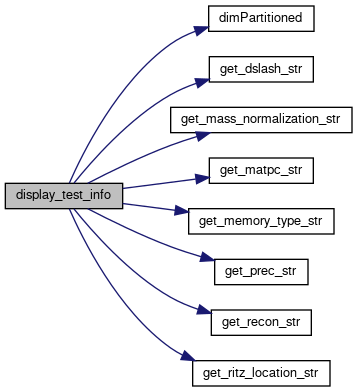 dimPartitioned
get_dslash_str
get_mass_normalization_str
get_matpc_str
display_test_info
get_memory_type_str
get_prec_str
get_recon_str
get_ritz_location_str